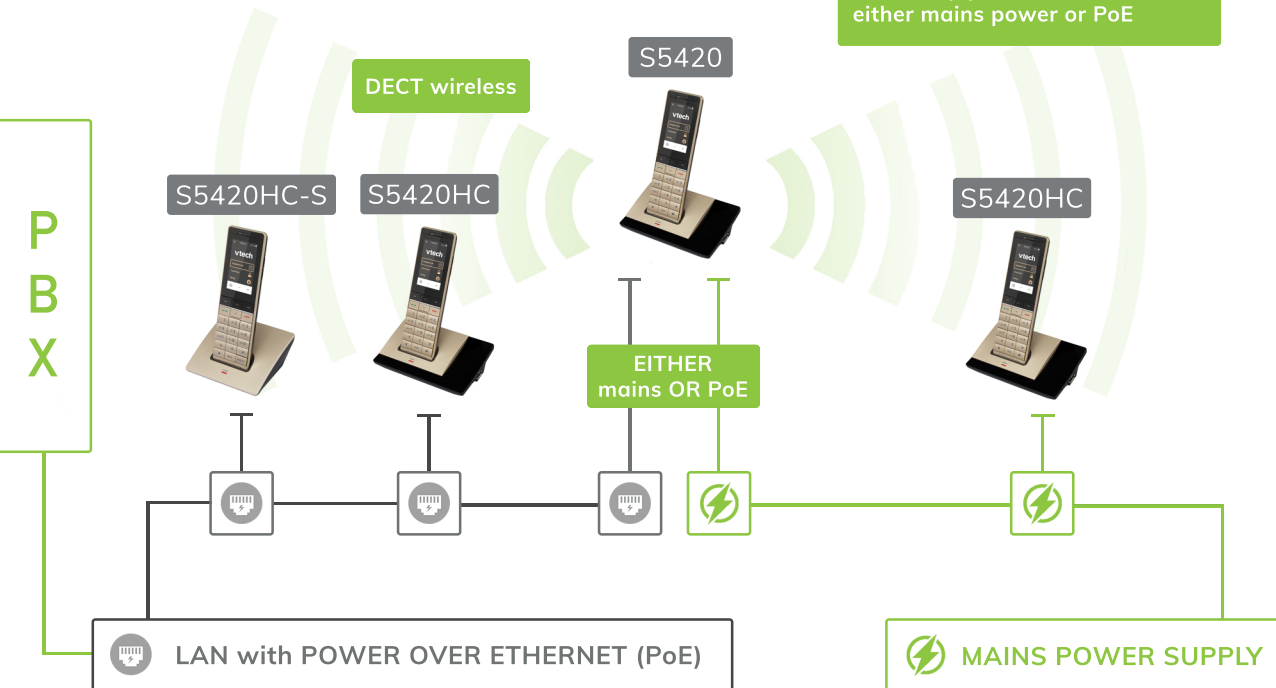 either mains power or PoE
S5420
DECT wireless
S5420HC-S
S5420HC
S5420HC
vtech
vtech
vtech
vtech
P
B
X
EITHER
mains OR PoE
LAN with POWER OVER ETHERNET (PoE)
MAINS POWER SUPPLY